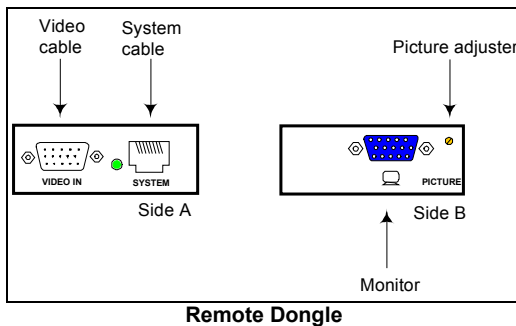 Video
cable
System
cable
Picture adjuster
VIDEO IN
SYSTEM
PICTURE
Side A
Side B
Monitor
Remote Dongle